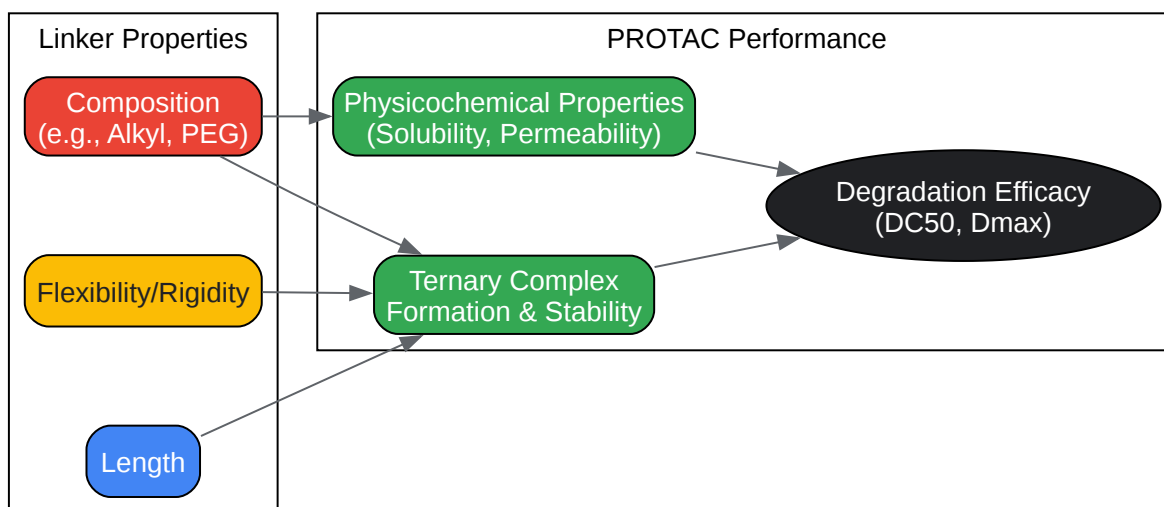 Linker Properties
PROTAC Performance
Composition
(e.g., Alkyl, PEG)
Physicochemical Properties
(Solubility, Permeability)
Degradation Efficacy
(DC50, Dmax)
Flexibility/Rigidity
Ternary Complex
Formation & Stability
Length